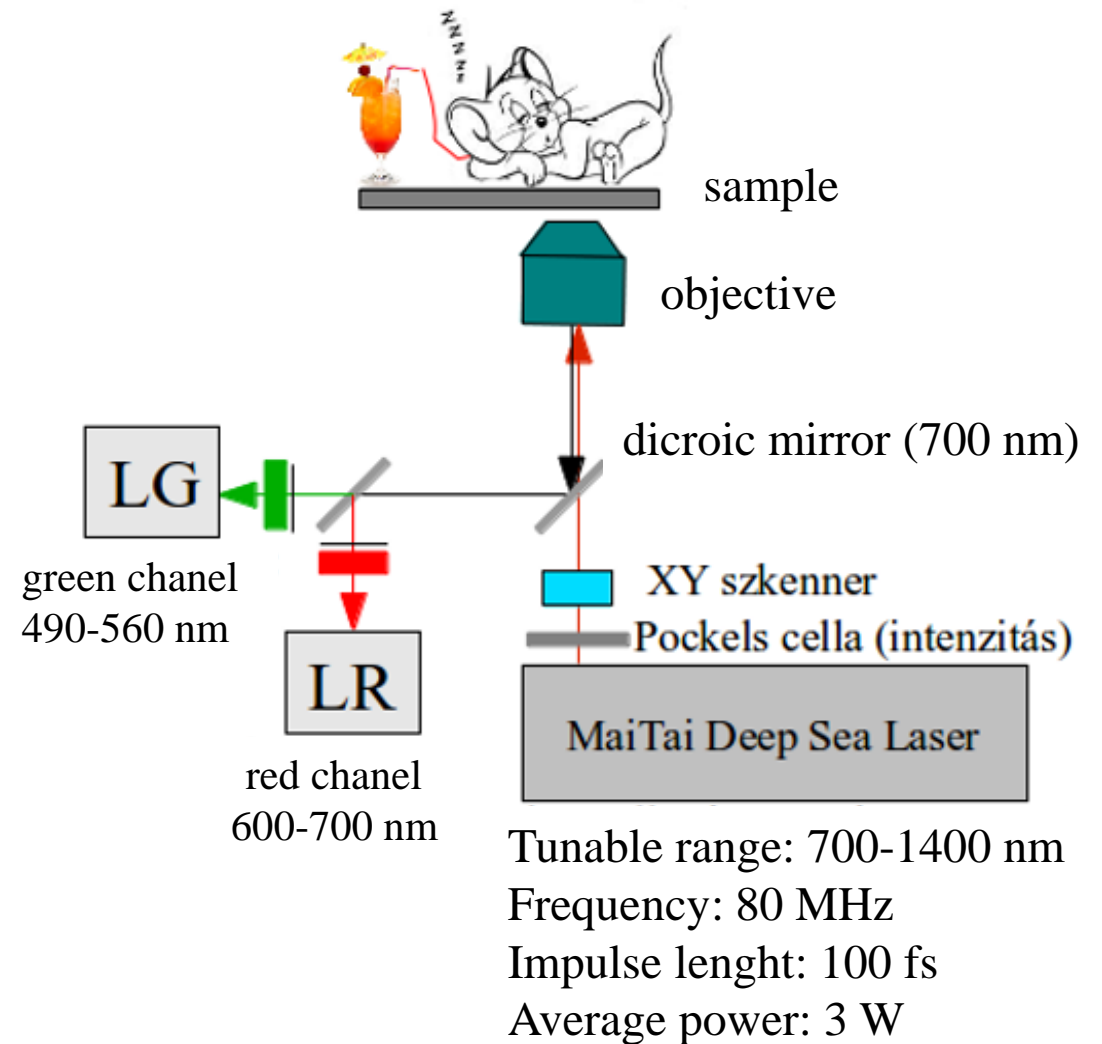 ZZZZZZ
sample
objective
dicroic mirror (700 nm)
LG
green chanel
490-560 nm
XY szkenner
Pockels cella (intenzitás)
LR
MaiTai Deep Sea Laser
red chanel
600-700 nm
Tunable range: 700-1400 nm
Frequency: 80 MHz
Impulse lenght: 100 fs
Average power: 3 W